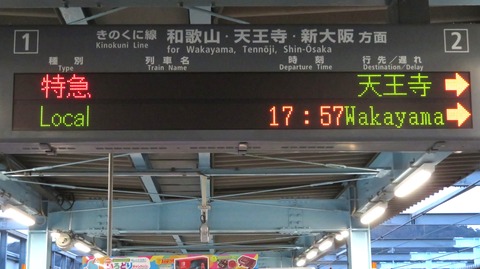 1 きのくに線 和歌山・天王寺・新大阪 方面 2
Kinokuni Line for Wakayama, Tennōji, Shin-Ōsaka
種別 列車名 時刻 行先/遅れ
Type Train Name Departure Time Destination/Delay
特急 天王寺
Local 17:57 Wakayama